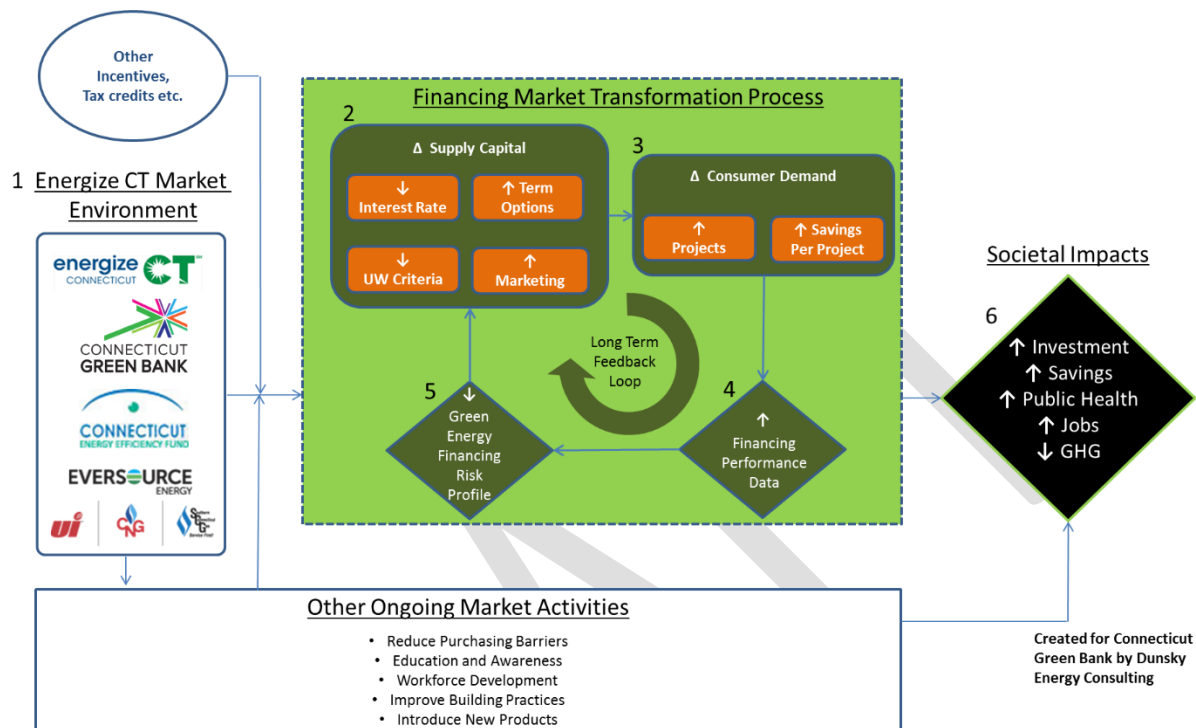 Other
Incentives,
Tax credits etc.
1 Energize CT Market
Environment
energize CT℠
CONNECTICUT
CONNECTICUT
GREEN BANK
CONNECTICUT
ENERGY EFFICIENCY FUND
EVERSOURCE
ENERGY
ui
CNG
Financing Market Transformation Process
2
Δ Supply Capital
↓
Interest Rate
↑ Term
Options
↓
UW Criteria
↑
Marketing
3
Δ Consumer Demand
↑
Projects
↑ Savings
Per Project
Long Term
Feedback
Loop
4
↑
Financing
Performance
Data
5
↓
Green
Energy
Financing
Risk
Profile
Societal Impacts
6
↑ Investment
↑ Savings
↑ Public Health
↑ Jobs
↓ GHG
Other Ongoing Market Activities
• Reduce Purchasing Barriers
• Education and Awareness
• Workforce Development
• Improve Building Practices
• Introduce New Products
Created for Connecticut
Green Bank by Dunsky
Energy Consulting